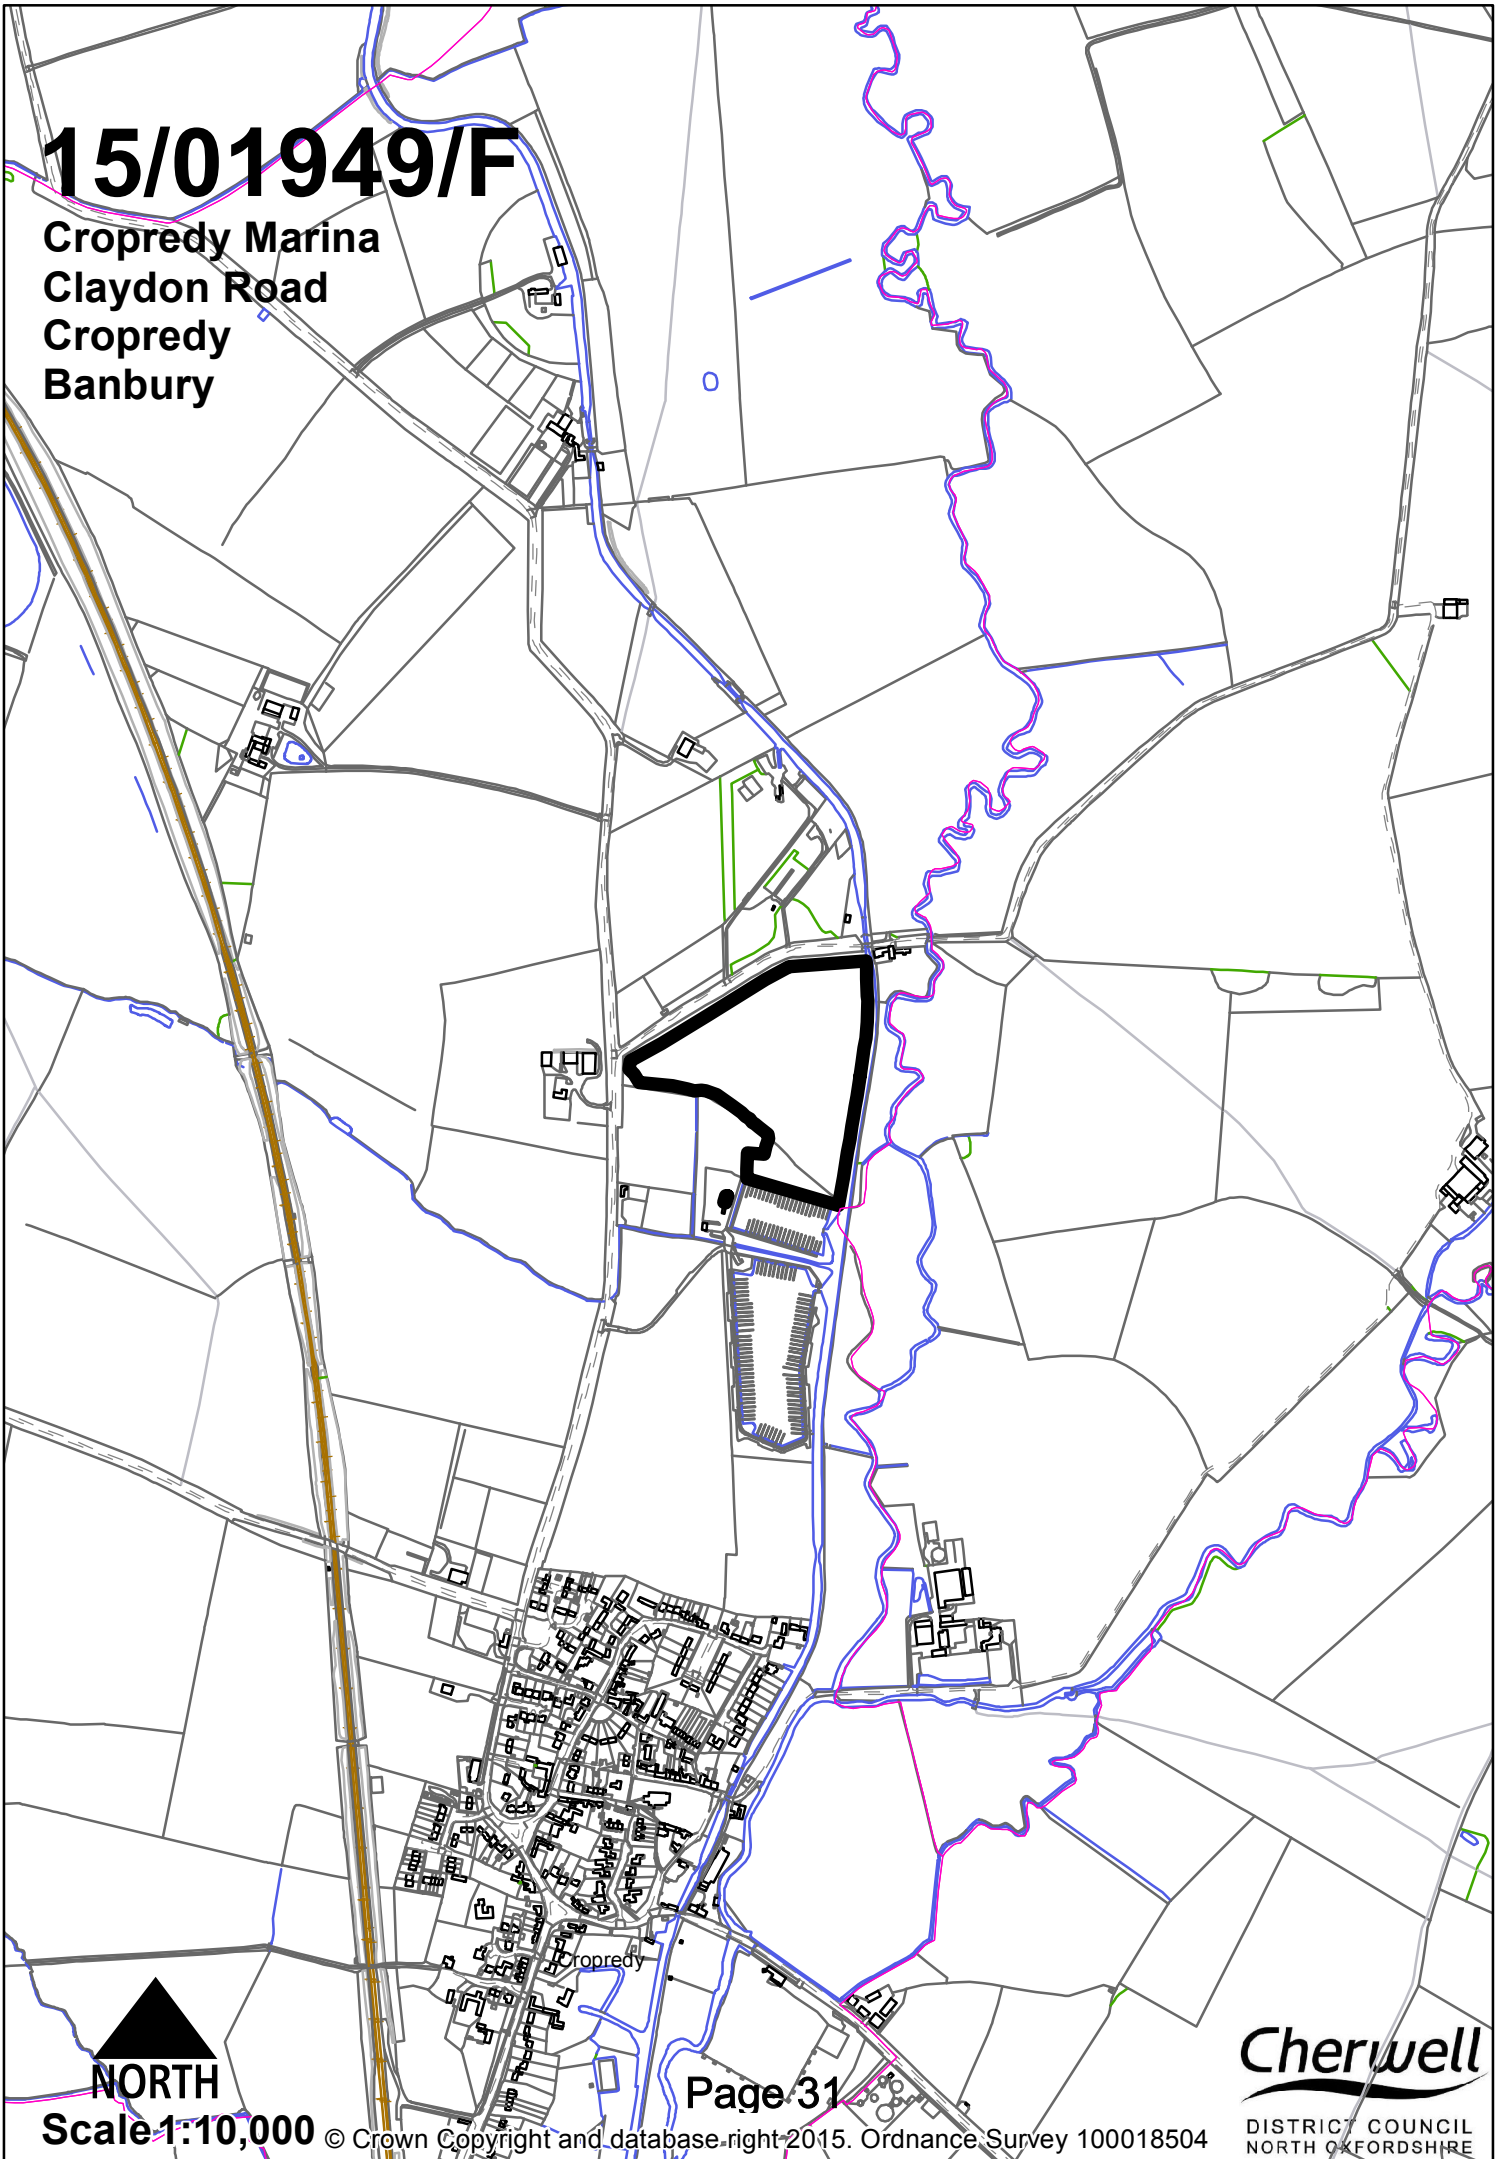 15/01949/F
Cropredy Marina
Claydon Road
Cropredy
Banbury
Cropredy
NORTH
Page 31
Scale 1:10,000 © Crown Copyright and database right 2015. Ordnance Survey 100018504
Cherwell
DISTRICT COUNCIL
NORTH OXFORDSHIRE